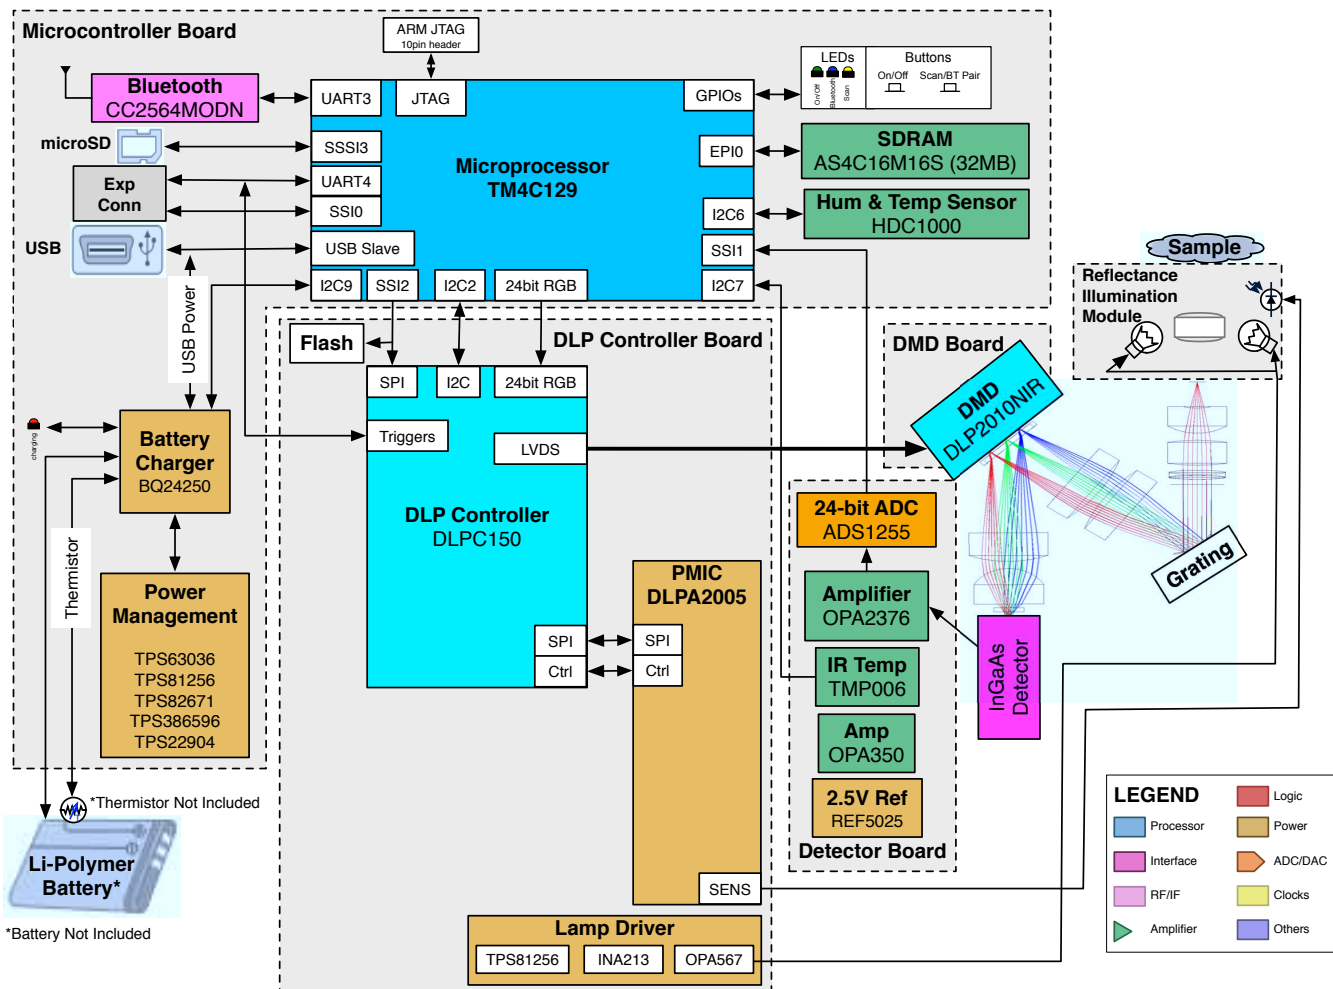 Microcontroller Board
ARM JTAG
10pin header
LEDs
On/Off
Bluetooth
Scan
Buttons
On/Off
Scan/BT Pair
Bluetooth
CC2564MODN
UART3
JTAG
GPIOs
microSD
SSSI3
Microprocessor
TM4C129
EPI0
SDRAM
AS4C16M16S (32MB)
Exp
Conn
UART4
SSI0
I2C6
Hum & Temp Sensor
HDC1000
USB
USB Slave
SSI1
I2C9
SSI2
I2C2
24bit RGB
I2C7
Sample
Reflectance
Illumination
Module
USB Power
Flash
DLP Controller Board
DMD Board
SPI
I2C
24bit RGB
DMD
DLP2010NIR
charging
Battery
Charger
BQ24250
Triggers
LVDS
DLP Controller
DLPC150
24-bit ADC
ADS1255
Grating
Thermistor
Power
Management
TPS63036
TPS81256
TPS82671
TPS386596
TPS22904
PMIC
DLPA2005
SPI
Ctrl
SPI
Ctrl
Amplifier
OPA2376
IR Temp
TMP006
InGaAs
Detector
Amp
OPA350
2.5V Ref
REF5025
Detector Board
*Thermistor Not Included
Li-Polymer
Battery*
*Battery Not Included
SENS
Lamp Driver
TPS81256
INA213
OPA567
LEGEND
Logic
Processor
Power
Interface
ADC/DAC
RF/IF
Clocks
Amplifier
Others